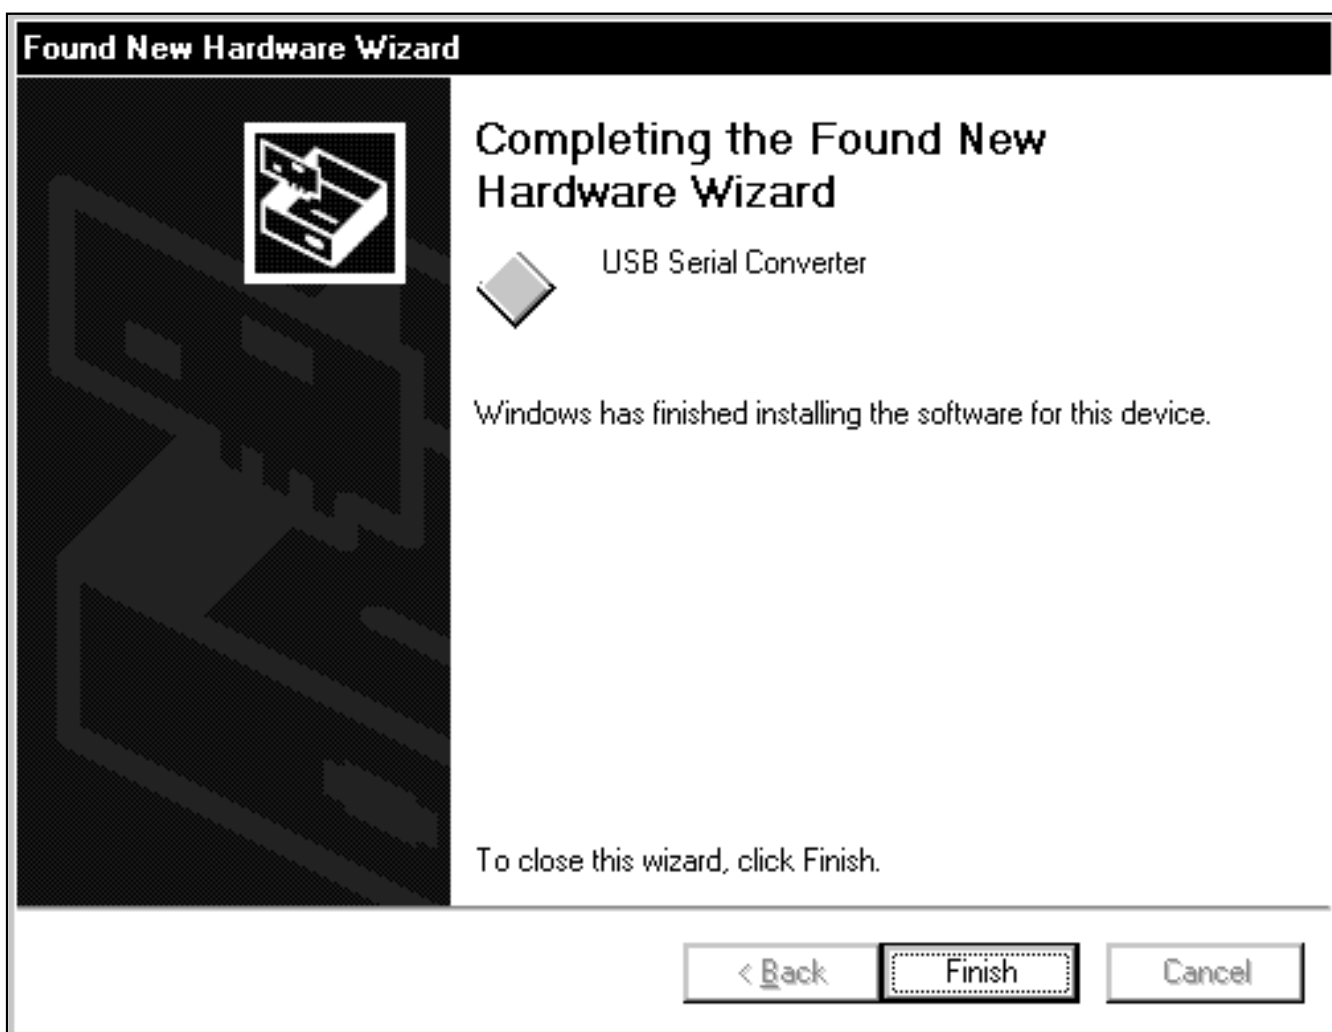 Found New Hardware Wizard
Completing the Found New
Hardware Wizard
USB Serial Converter
Windows has finished installing the software for this device.
To close this wizard, click Finish.
< Back
Finish
Cancel